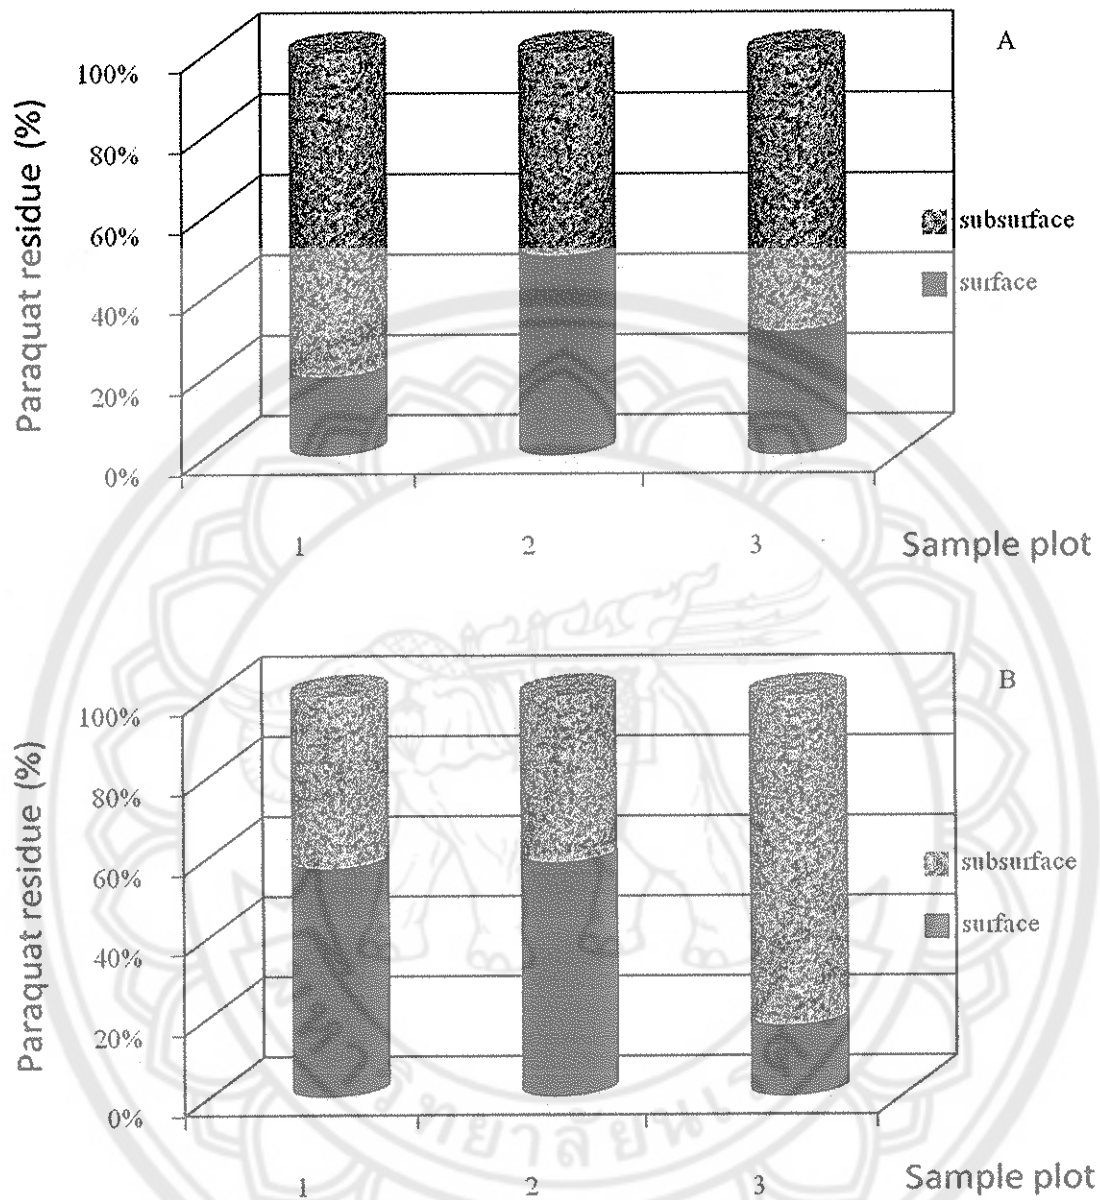 A
Paraquat residue (%)
100%
80%
60%
40%
20%
0%
subsurface
surface
1 2 3 Sample plot
B
Paraquat residue (%)
100%
80%
60%
40%
20%
0%
subsurface
surface
1 2 3 Sample plot